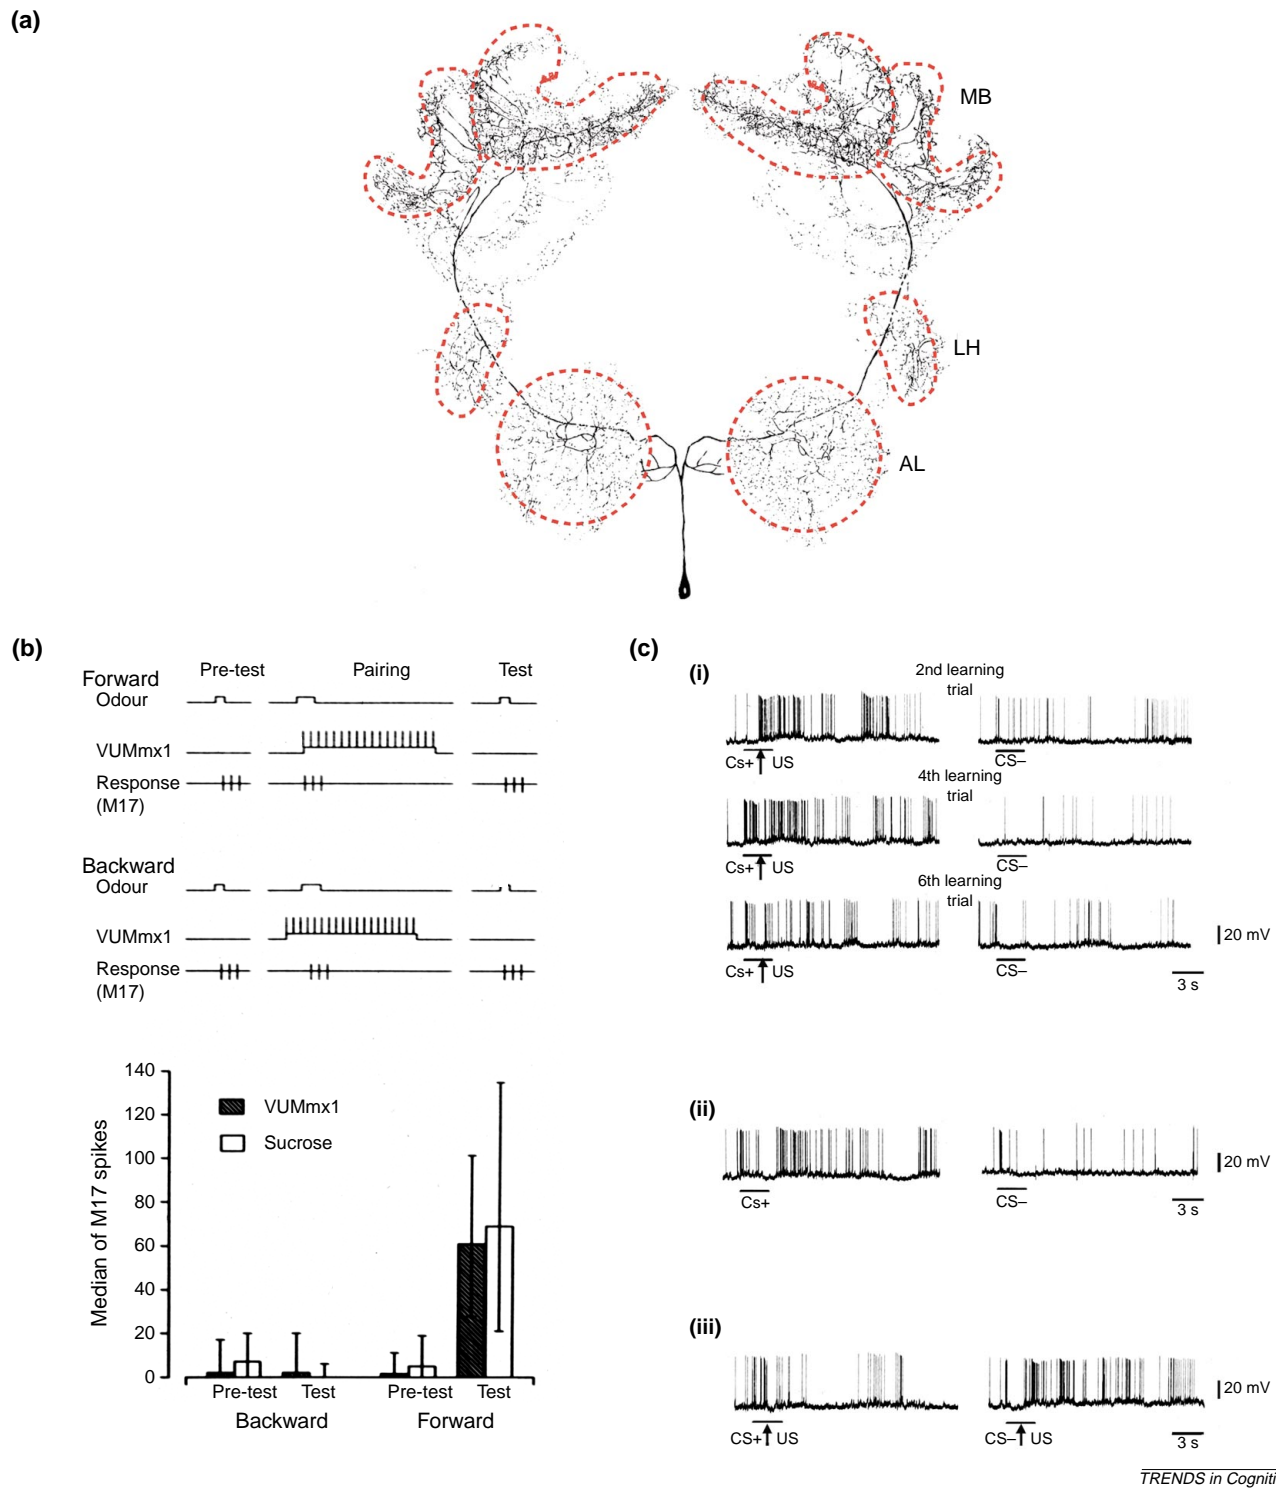 (a)
MB
LH
AL
(b)
Pre-test Pairing Test
Forward
Odour
VUMmx1
Response
(M17)
Backward
Odour
VUMmx1
Response
(M17)
140
120
100
80
60
40
20
0
Median of M17 spikes
VUMmx1
Sucrose
Pre-test Test Pre-test Test
Backward Forward
(c)
(i)
2nd learning
trial
Cs+ US CS–
4th learning
trial
Cs+ US CS–
6th learning
trial
20 mV
Cs+ US CS–
3 s
(ii)
20 mV
Cs+ CS–
3 s
(iii)
20 mV
CS+ US CS– US
3 s
TRENDS in Cogniti